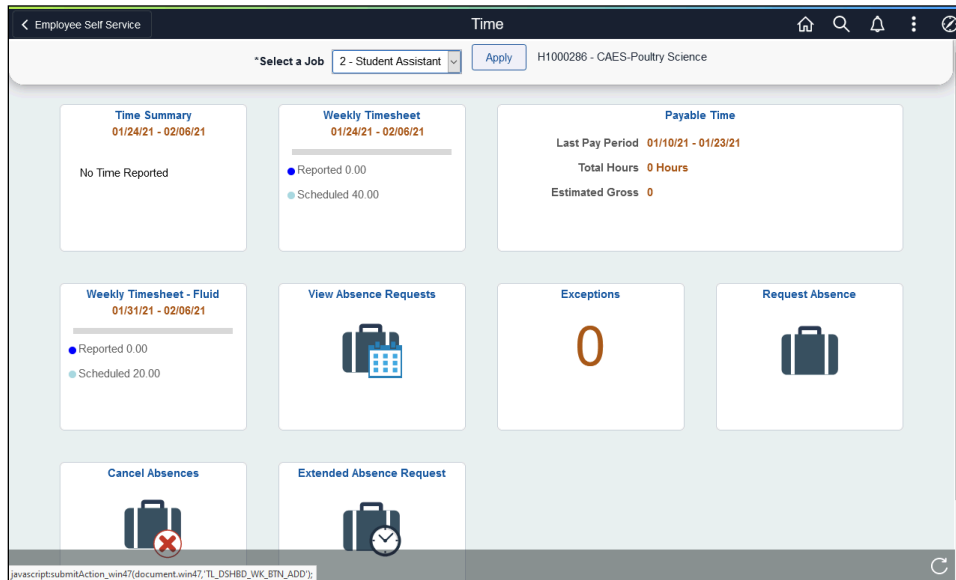 Employee Self Service
Time
*Select a Job 2 - Student Assistant Apply H1000286 - CAES-Poultry Science
Time Summary
01/24/21 - 02/06/21
No Time Reported
Weekly Timesheet
01/24/21 - 02/06/21
Reported 0.00
Scheduled 40.00
Payable Time
Last Pay Period 01/10/21 - 01/23/21
Total Hours 0 Hours
Estimated Gross 0
Weekly Timesheet - Fluid
01/31/21 - 02/06/21
Reported 0.00
Scheduled 20.00
View Absence Requests
Exceptions
0
Request Absence
Cancel Absences
Extended Absence Request
javascript:submitAction_win47(document.win47,'TL_DSHBD_WK_BTN_ADD');